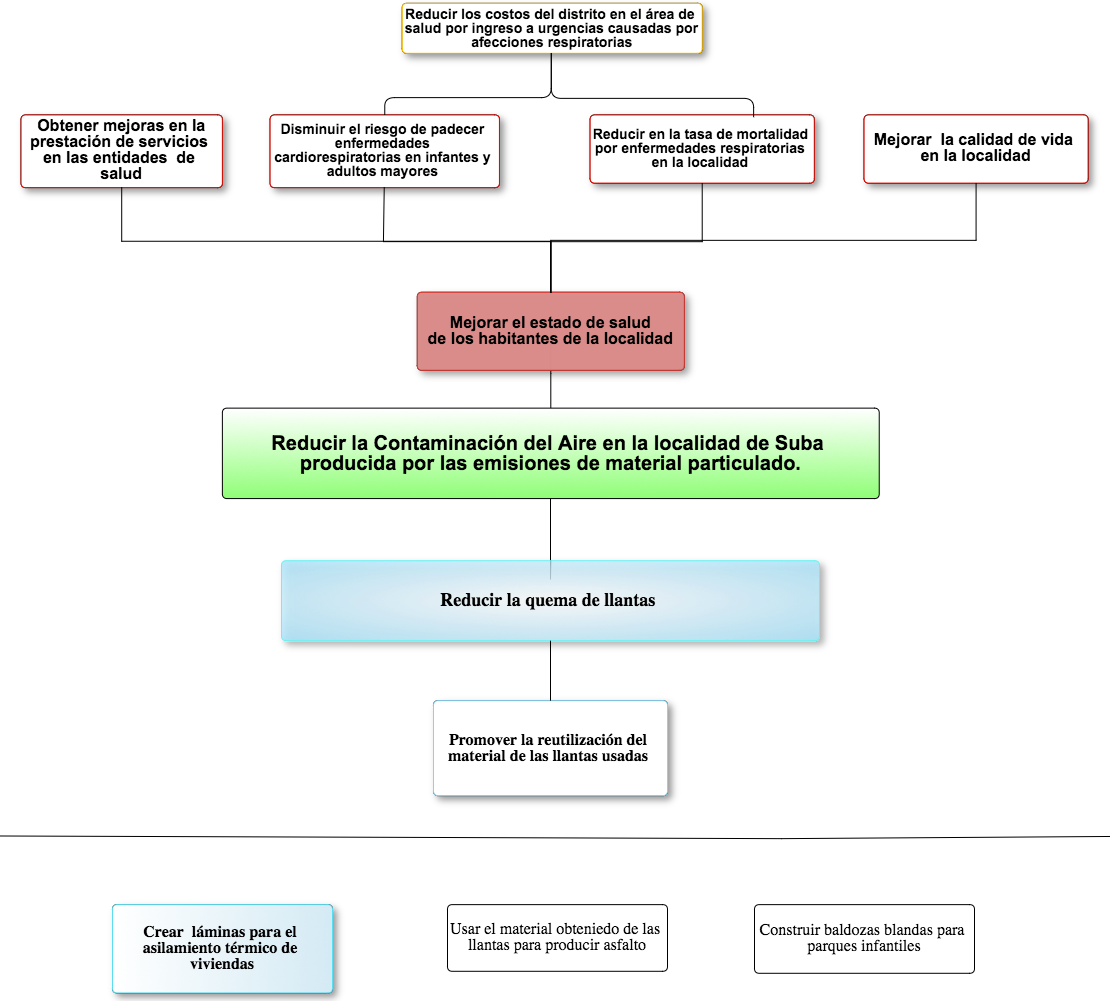 Reducir los costos del distrito en el área de
salud por ingreso a urgencias causadas por
afecciones respiratorias
Obtener mejoras en la
prestación de servicios
en las entidades de
salud
Disminuir el riesgo de padecer
enfermedades
cardiorespiratorias en infantes y
adultos mayores
Reducir en la tasa de mortalidad
por enfermedades respiratorias
en la localidad
Mejorar la calidad de vida
en la localidad
Mejorar el estado de salud
de los habitantes de la localidad
Reducir la Contaminación del Aire en la localidad de Suba
producida por las emisiones de material particulado.
Reducir la quema de llantas
Promover la reutilización del
material de las llantas usadas
Crear láminas para el
asilamiento térmico de
viviendas
Usar el material obteniedo de las
llantas para producir asfalto
Construir baldozas blandas para
parques infantiles